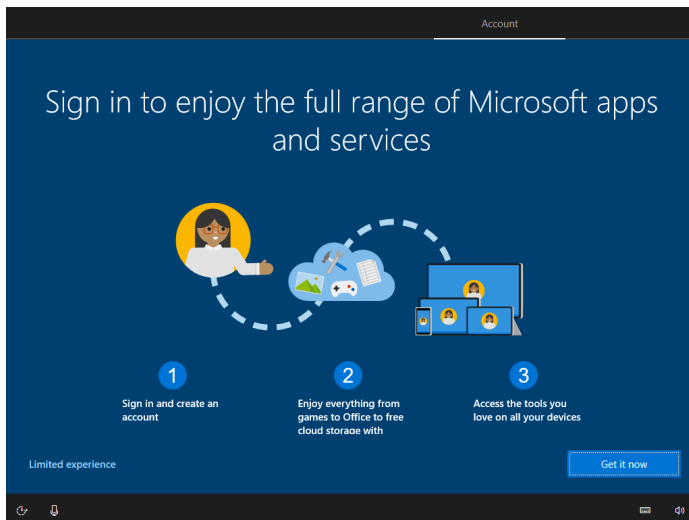 Account
Sign in to enjoy the full range of Microsoft apps
and services
1
Sign in and create an
account
2
Enjoy everything from
games to Office to free
cloud storage with
3
Access the tools you
love on all your devices
Limited experience
Get it now